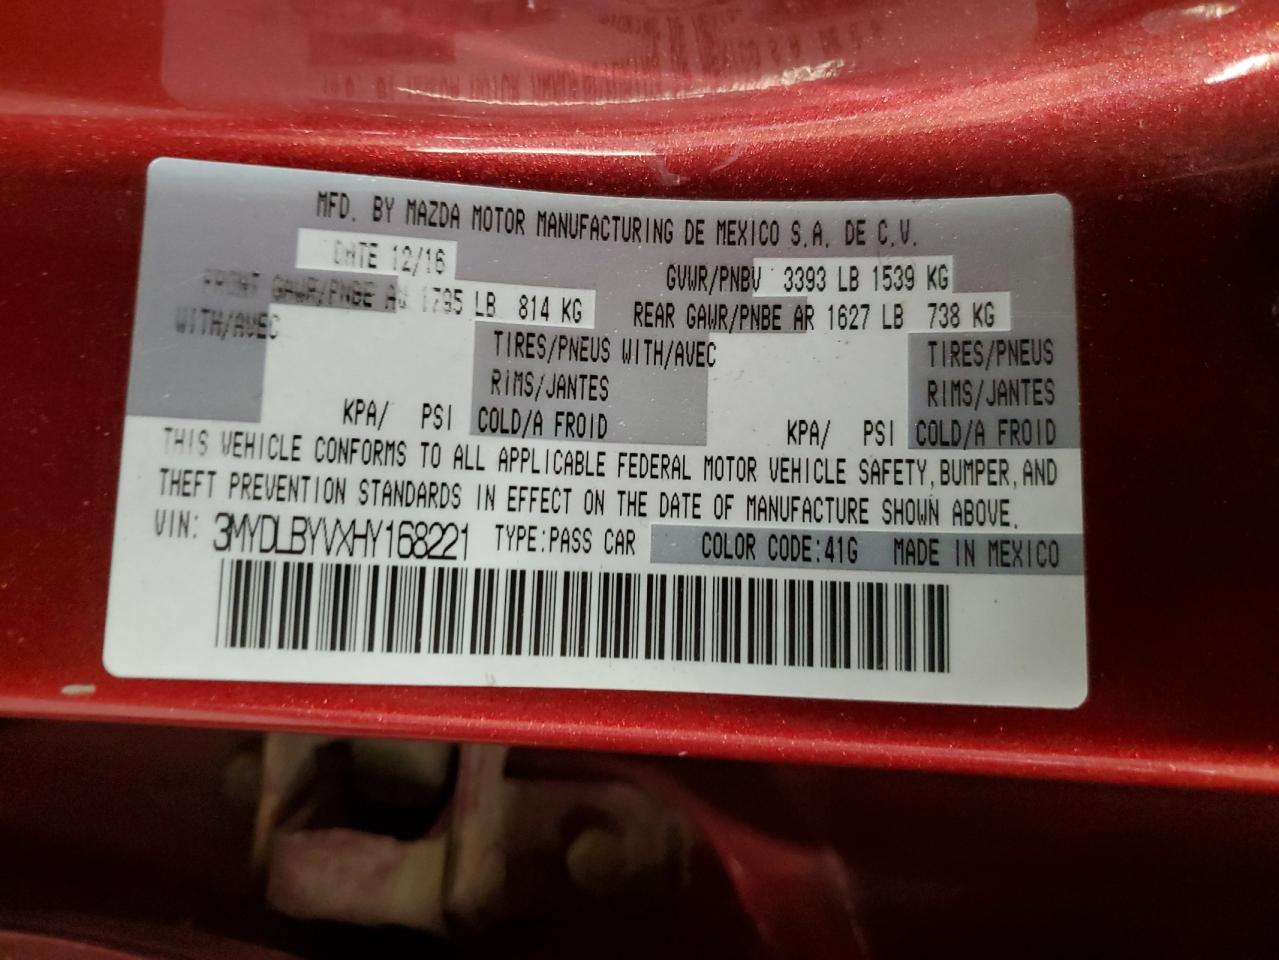 MFD. BY MAZDA MOTOR MANUFACTURING DE MEXICO S.A. DE C.V.
DATE 12/16 GVWR/PNBV 3393 LB 1539 KG
FRONT GAWR/PNBE AV 1795 LB 814 KG REAR GAWR/PNBE AR 1627 LB 738 KG
WITH/AVEC TIRES/PNEUS WITH/AVEC TIRES/PNEUS
RIMS/JANTES RIMS/JANTES
KPA/ PSI COLD/A FROID KPA/ PSI COLD/A FROID
THIS VEHICLE CONFORMS TO ALL APPLICABLE FEDERAL MOTOR VEHICLE SAFETY, BUMPER, AND
THEFT PREVENTION STANDARDS IN EFFECT ON THE DATE OF MANUFACTURE SHOWN ABOVE.
VIN: 3MYDLBYVXHY168221 TYPE:PASS CAR COLOR CODE:41G MADE IN MEXICO